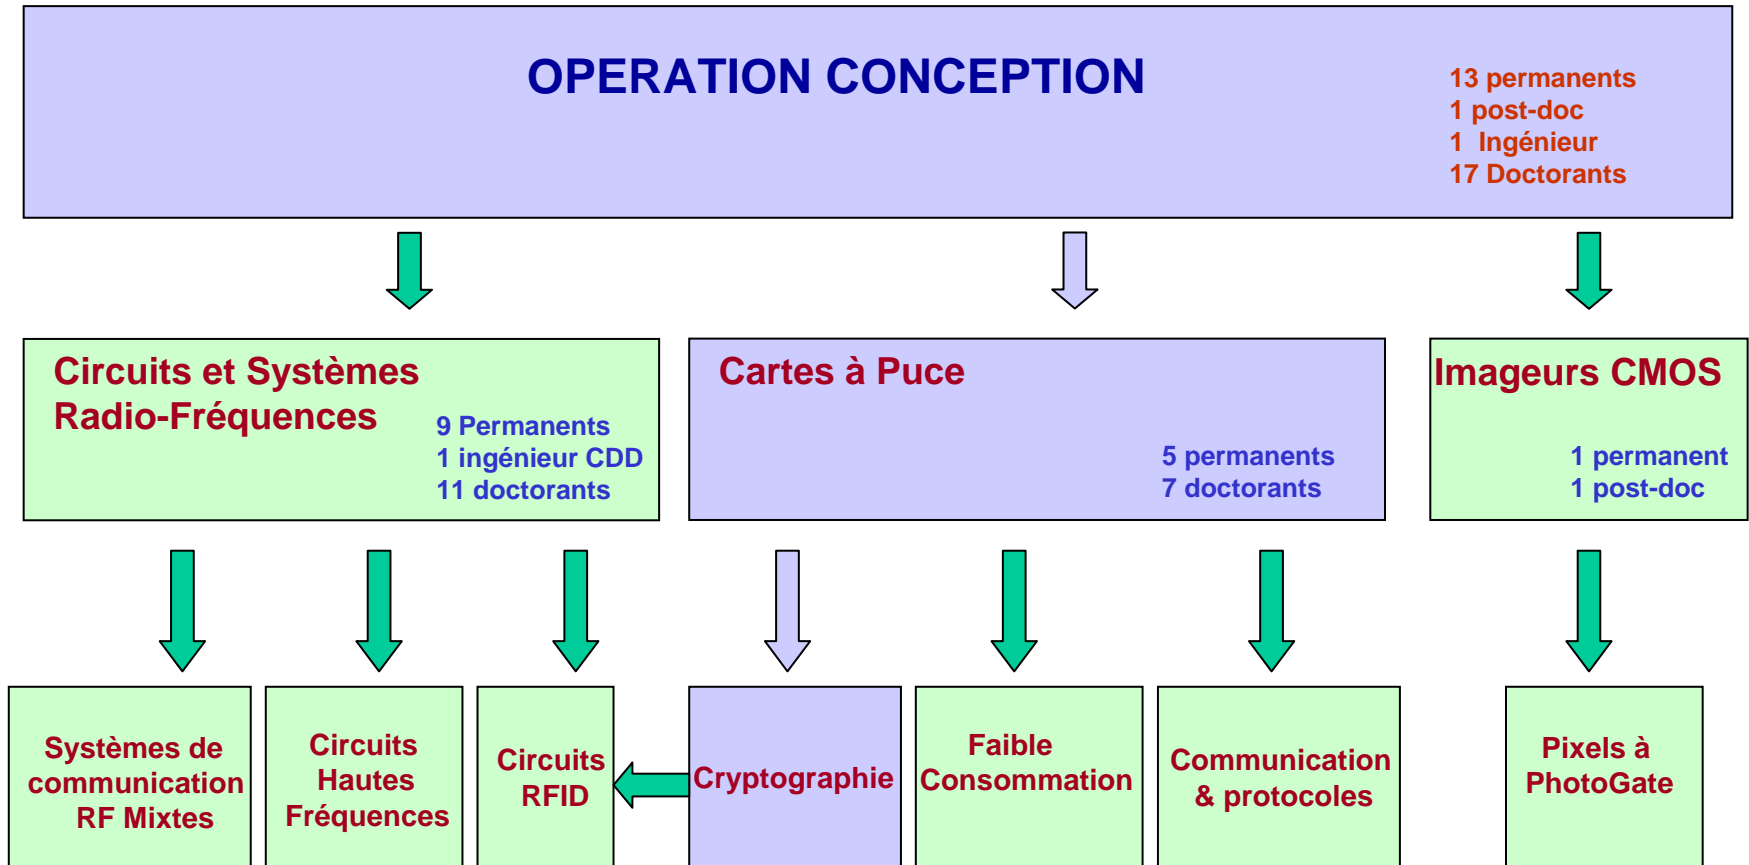 OPERATION CONCEPTION
13 permanents
1 post-doc
1 Ingénieur
17 Doctorants
Circuits et Systèmes
Radio-Fréquences
9 Permanents
1 ingénieur CDD
11 doctorants
Cartes à Puce
5 permanents
7 doctorants
Imageurs CMOS
1 permanent
1 post-doc
Systèmes de
communication
RF Mixtes
Circuits
Hautes
Fréquences
Circuits
RFID
Cryptographie
Faible
Consommation
Communication
& protocoles
Pixels à
PhotoGate